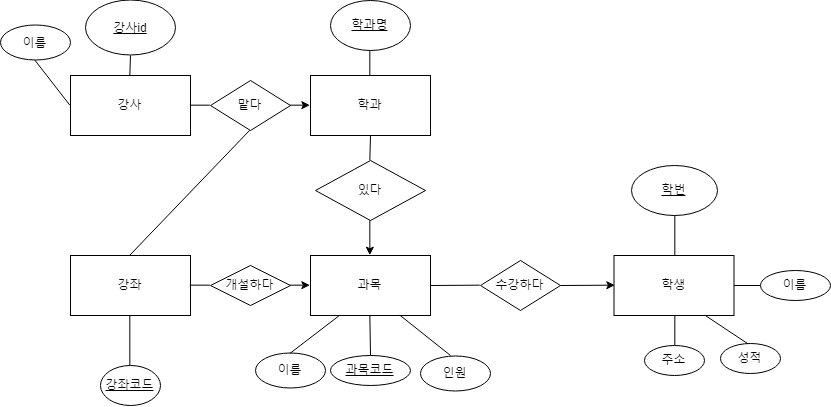 강사id
학과명
이름
강사
맡다
학과
있다
학번
강좌
개설하다
과목
수강하다
학생
이름
이름
과목코드
인원
주소
성적
강좌코드